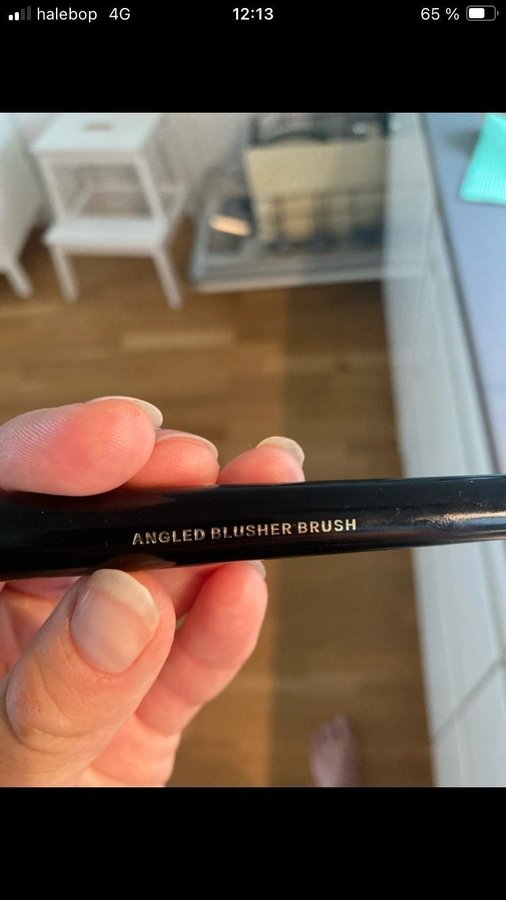 halebop 4G 12:13 65 %
ANGLED BLUSHER BRUSH